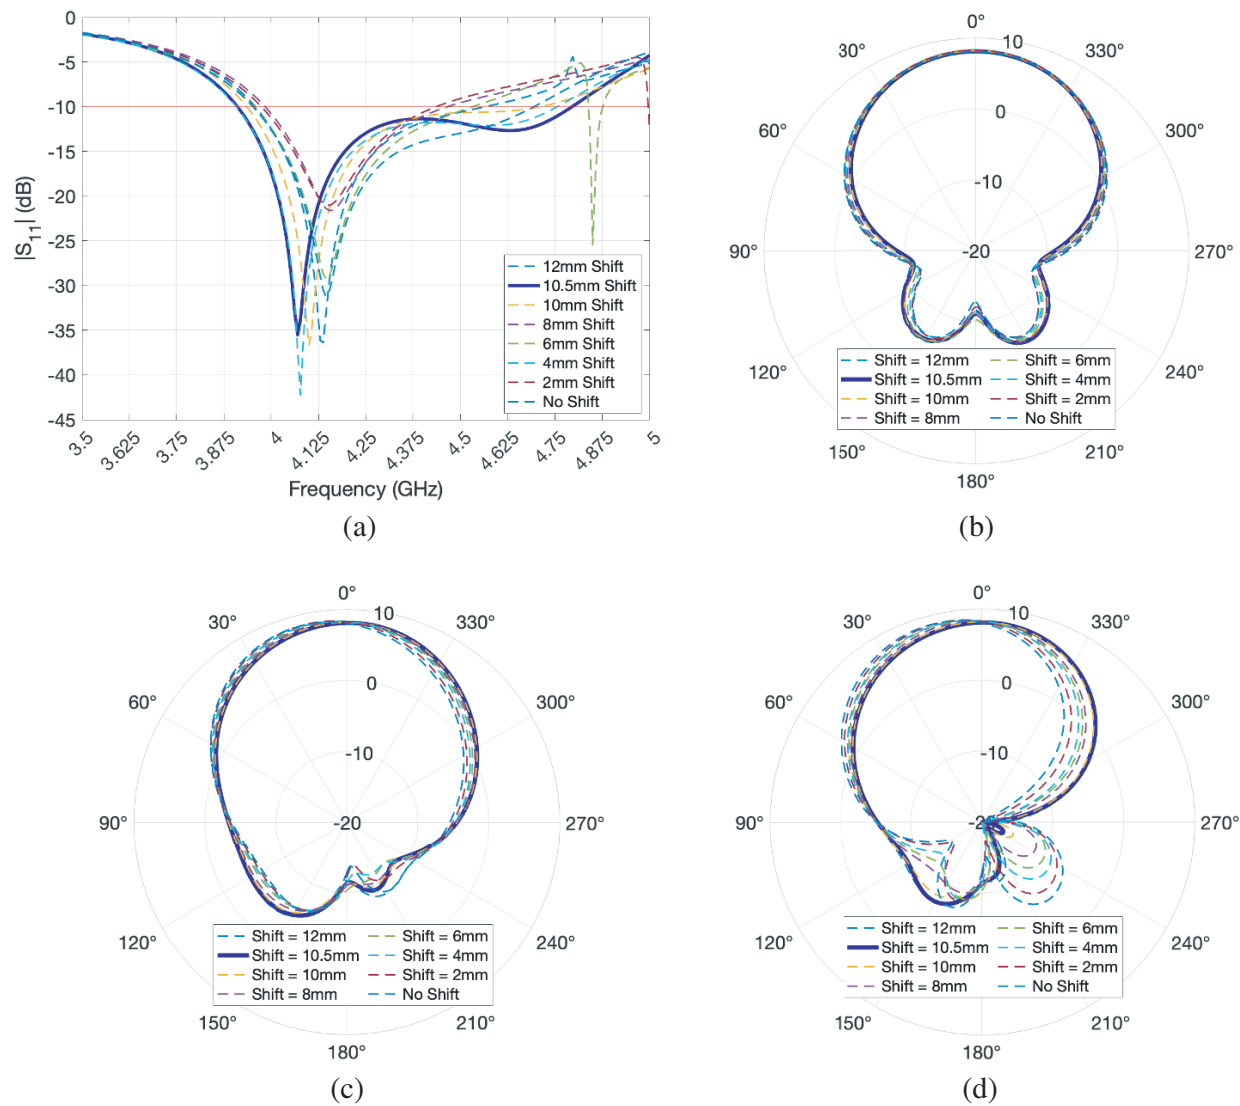 0
-5
-10
-15
-20
-25
-30
-35
-40
-45
|S11| (dB)
3.5
3.625
3.75
3.875
4
4.125
4.25
4.375
4.5
4.625
4.75
4.875
5
Frequency (GHz)
12mm Shift
10.5mm Shift
10mm Shift
8mm Shift
6mm Shift
4mm Shift
2mm Shift
No Shift
(a)
0°
30°
10
330°
60°
0
300°
-10
90°
-20
270°
120°
240°
150°
210°
180°
Shift = 12mm
Shift = 10.5mm
Shift = 10mm
Shift = 8mm
Shift = 6mm
Shift = 4mm
Shift = 2mm
No Shift
(b)
0°
30°
10
330°
60°
0
300°
-10
90°
-20
270°
120°
240°
150°
210°
180°
Shift = 12mm
Shift = 10.5mm
Shift = 10mm
Shift = 8mm
Shift = 6mm
Shift = 4mm
Shift = 2mm
No Shift
(c)
0°
30°
10
330°
60°
0
300°
-10
90°
-2
270°
120°
240°
150°
210°
180°
Shift = 12mm
Shift = 10.5mm
Shift = 10mm
Shift = 8mm
Shift = 6mm
Shift = 4mm
Shift = 2mm
No Shift
(d)